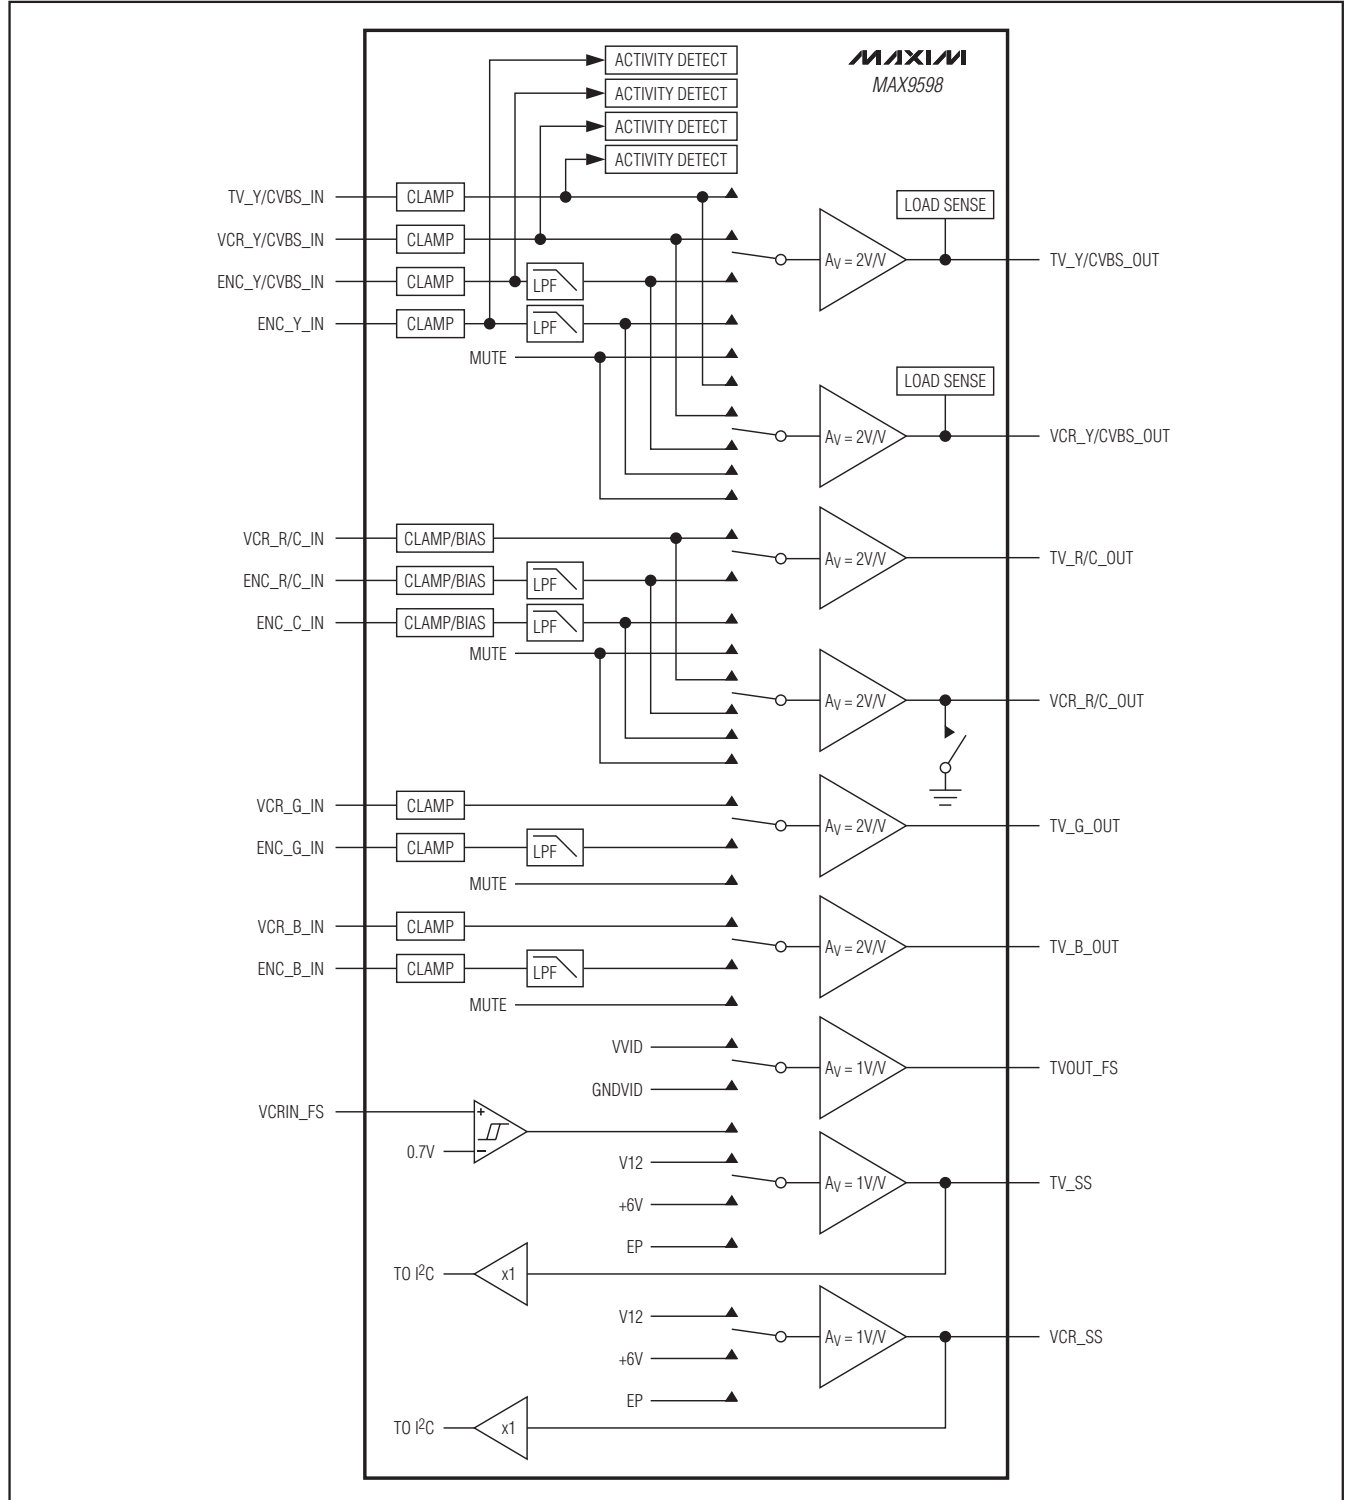 MAXIM
MAX9598
ACTIVITY DETECT
ACTIVITY DETECT
ACTIVITY DETECT
ACTIVITY DETECT
TV_Y/CVBS_IN
CLAMP
LOAD SENSE
VCR_Y/CVBS_IN
CLAMP
AV = 2V/V
TV_Y/CVBS_OUT
ENC_Y/CVBS_IN
CLAMP
LPF
ENC_Y_IN
CLAMP
LPF
MUTE
LOAD SENSE
AV = 2V/V
VCR_Y/CVBS_OUT
VCR_R/C_IN
CLAMP/BIAS
AV = 2V/V
TV_R/C_OUT
ENC_R/C_IN
CLAMP/BIAS
LPF
ENC_C_IN
CLAMP/BIAS
LPF
MUTE
AV = 2V/V
VCR_R/C_OUT
VCR_G_IN
CLAMP
AV = 2V/V
TV_G_OUT
ENC_G_IN
CLAMP
LPF
MUTE
VCR_B_IN
CLAMP
AV = 2V/V
TV_B_OUT
ENC_B_IN
CLAMP
LPF
MUTE
VVID
AV = 1V/V
TVOUT_FS
GNDVID
VCRIN_FS
+
0.7V
−
V12
AV = 1V/V
TV_SS
+6V
EP
TO I²C
x1
V12
AV = 1V/V
VCR_SS
+6V
EP
TO I²C
x1